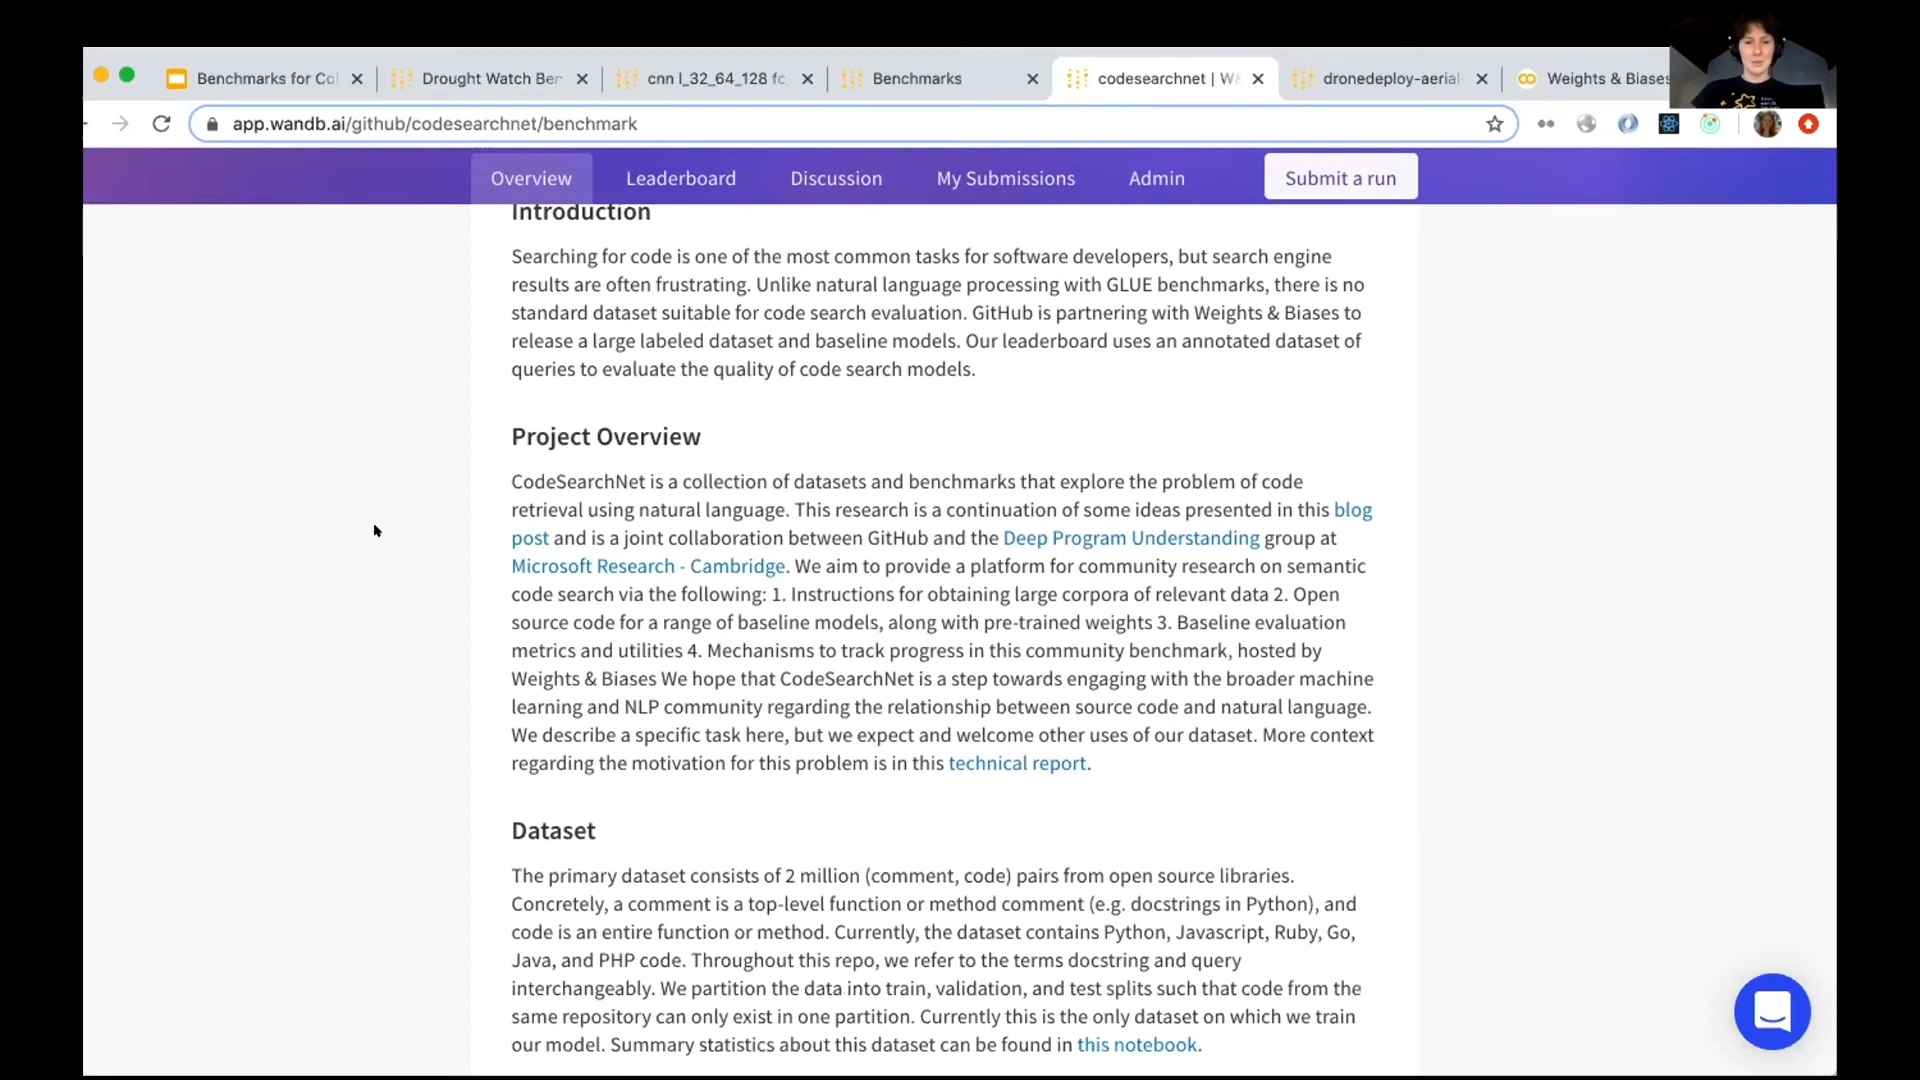 Benchmarks for Col
Drought Watch Ber
cnn l_32_64_128 fc
Benchmarks
codesearchnet | W&
dronedeploy-aerial-
Weights & Biases
app.wandb.ai/github/codesearchnet/benchmark
Overview
Leaderboard
Discussion
My Submissions
Admin
Submit a run
Introduction
Searching for code is one of the most common tasks for software developers, but search engine
results are often frustrating. Unlike natural language processing with GLUE benchmarks, there is no
standard dataset suitable for code search evaluation. GitHub is partnering with Weights & Biases to
release a large labeled dataset and baseline models. Our leaderboard uses an annotated dataset of
queries to evaluate the quality of code search models.
Project Overview
CodeSearchNet is a collection of datasets and benchmarks that explore the problem of code
retrieval using natural language. This research is a continuation of some ideas presented in this blog
post and is a joint collaboration between GitHub and the Deep Program Understanding group at
Microsoft Research - Cambridge. We aim to provide a platform for community research on semantic
code search via the following: 1. Instructions for obtaining large corpora of relevant data 2. Open
source code for a range of baseline models, along with pre-trained weights 3. Baseline evaluation
metrics and utilities 4. Mechanisms to track progress in this community benchmark, hosted by
Weights & Biases We hope that CodeSearchNet is a step towards engaging with the broader machine
learning and NLP community regarding the relationship between source code and natural language.
We describe a specific task here, but we expect and welcome other uses of our dataset. More context
regarding the motivation for this problem is in this technical report.
Dataset
The primary dataset consists of 2 million (comment, code) pairs from open source libraries.
Concretely, a comment is a top-level function or method comment (e.g. docstrings in Python), and
code is an entire function or method. Currently, the dataset contains Python, Javascript, Ruby, Go,
Java, and PHP code. Throughout this repo, we refer to the terms docstring and query
interchangeably. We partition the data into train, validation, and test splits such that code from the
same repository can only exist in one partition. Currently this is the only dataset on which we train
our model. Summary statistics about this dataset can be found in this notebook.